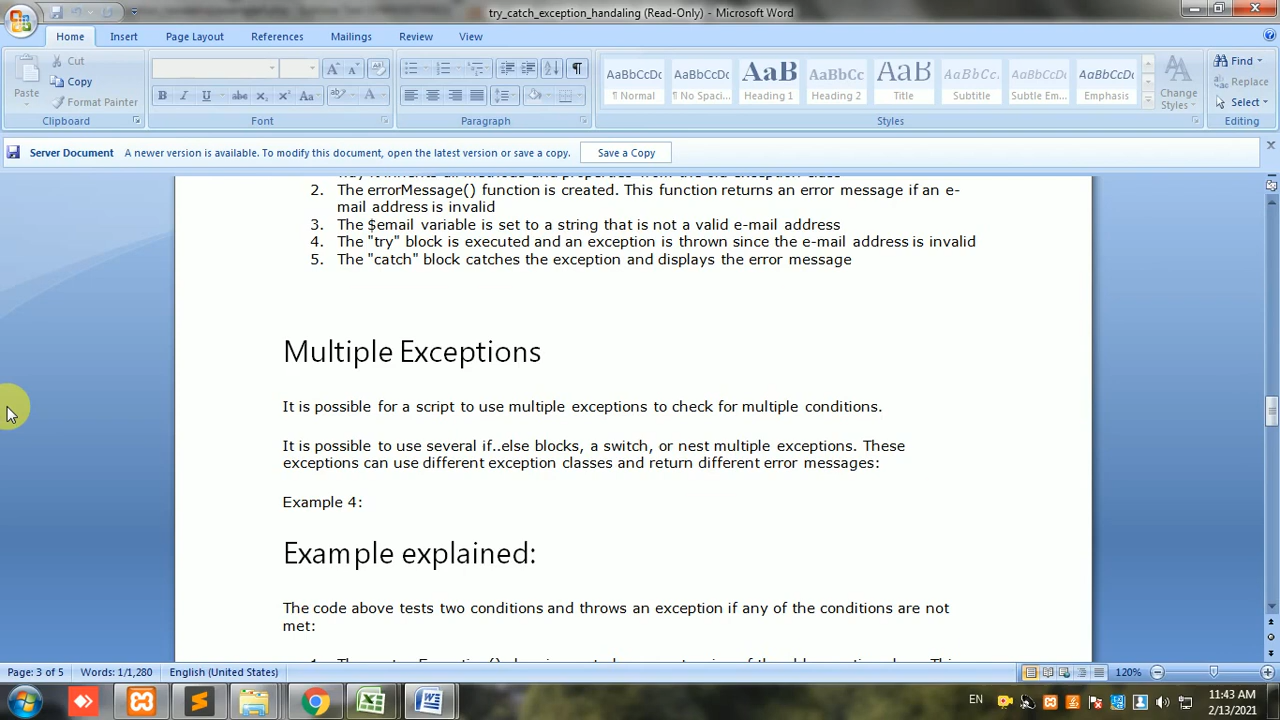 try_catch_exception_handaling (Read-Only) - Microsoft Word
Home Insert Page Layout References Mailings Review View
Paste
Cut
Copy
Format Painter
Clipboard
Font
Paragraph
AaBbCcDc AaBbCcDc AaB AaBbCc AaB AaBbCcL AaBbCcDc AaBbCcDc
¶ Normal ¶ No Spaci... Heading 1 Heading 2 Title Subtitle Subtle Em... Emphasis
Change
Styles
Styles
Find
Replace
Select
Editing
Server Document A newer version is available. To modify this document, open the latest version or save a copy. Save a Copy
2. The errorMessage() function is created. This function returns an error message if an e-
mail address is invalid
3. The $email variable is set to a string that is not a valid e-mail address
4. The "try" block is executed and an exception is thrown since the e-mail address is invalid
5. The "catch" block catches the exception and displays the error message
Multiple Exceptions
It is possible for a script to use multiple exceptions to check for multiple conditions.
It is possible to use several if..else blocks, a switch, or nest multiple exceptions. These
exceptions can use different exception classes and return different error messages:
Example 4:
Example explained:
The code above tests two conditions and throws an exception if any of the conditions are not
met:
Page: 3 of 5 Words: 1/1,280 English (United States) 120%
EN
11:43 AM
2/13/2021